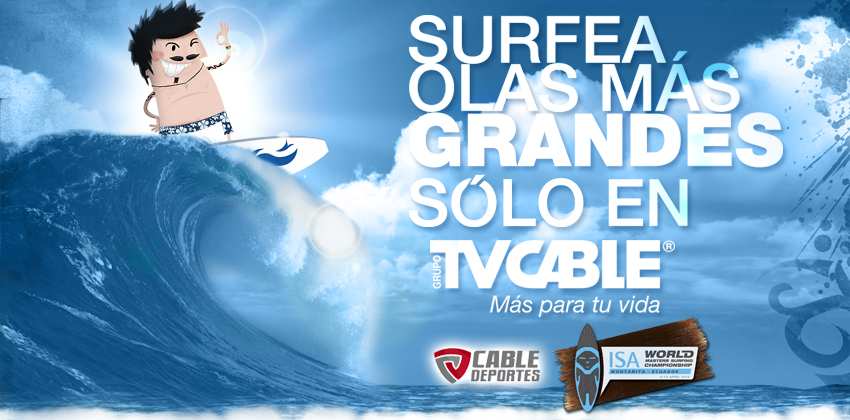 SURFEA
OLAS MÁS
GRANDES
SÓLO EN
GRUPO
TVCABLE®
Más para tu vida
CABLE
DEPORTES
ISA WORLD
MASTERS SURFING
CHAMPIONSHIP
MONTAÑITA ECUADOR